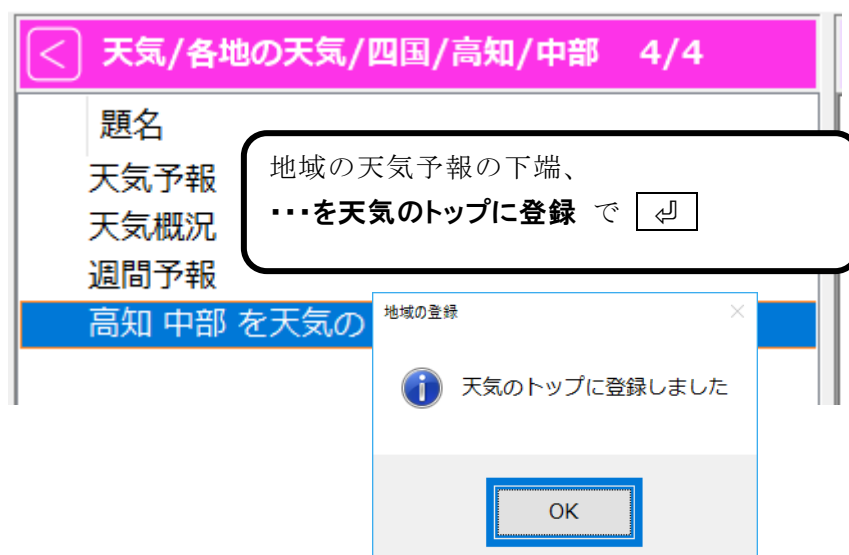 < 天気/各地の天気/四国/高知/中部 4/4
題名
天気予報
天気概況
週間予報
高知 中部 を天気の
地域の天気予報の下端、
・・・を天気のトップに登録 で ⏎
地域の登録
天気のトップに登録しました
OK